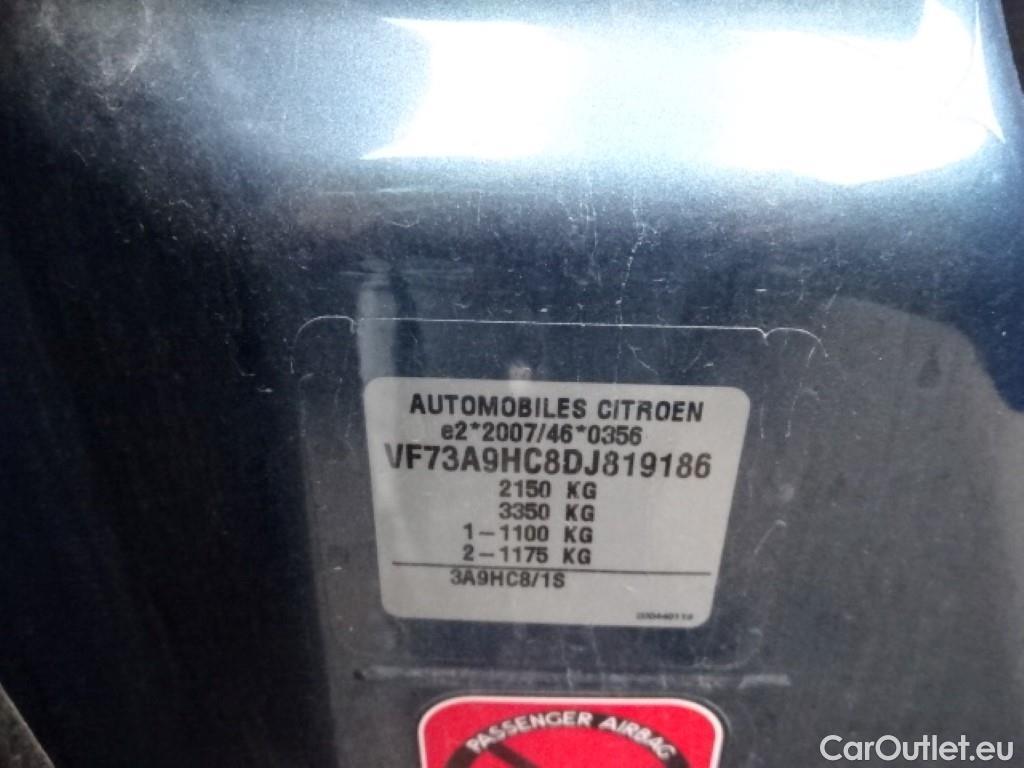 AUTOMOBILES CITROEN
e2*2007/46*0356
VF73A9HC8DJ819186
2150 KG
3350 KG
1-1100 KG
2-1175 KG
3A9HC8/1S
PASSENGER AIRBAG
CarOutlet.eu